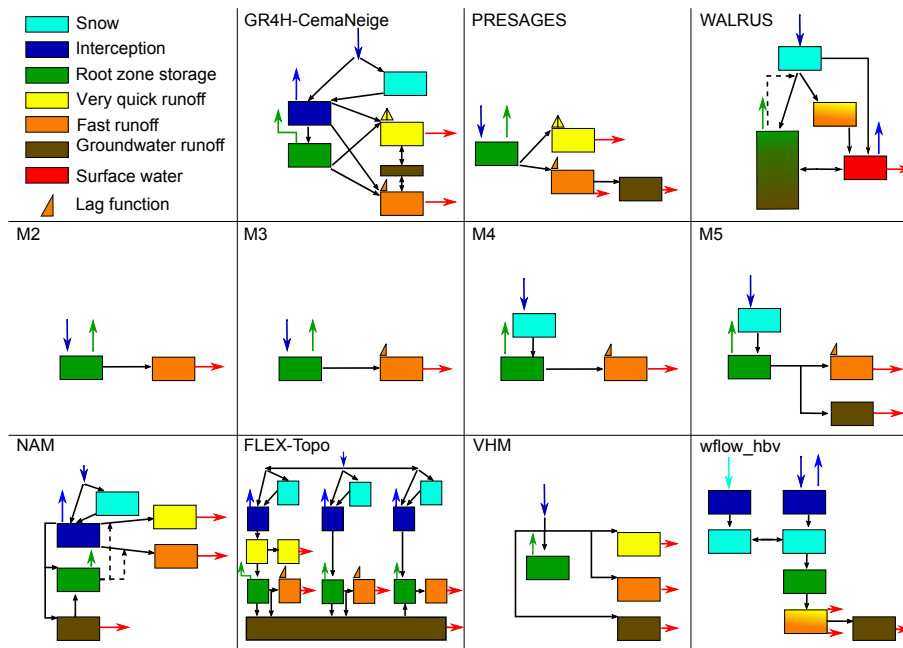 Snow
Interception
Root zone storage
Very quick runoff
Fast runoff
Groundwater runoff
Surface water
Lag function
GR4H-CemaNeige
PRESAGES
WALRUS
M2
M3
M4
M5
NAM
FLEX-Topo
VHM
wflow_hbv